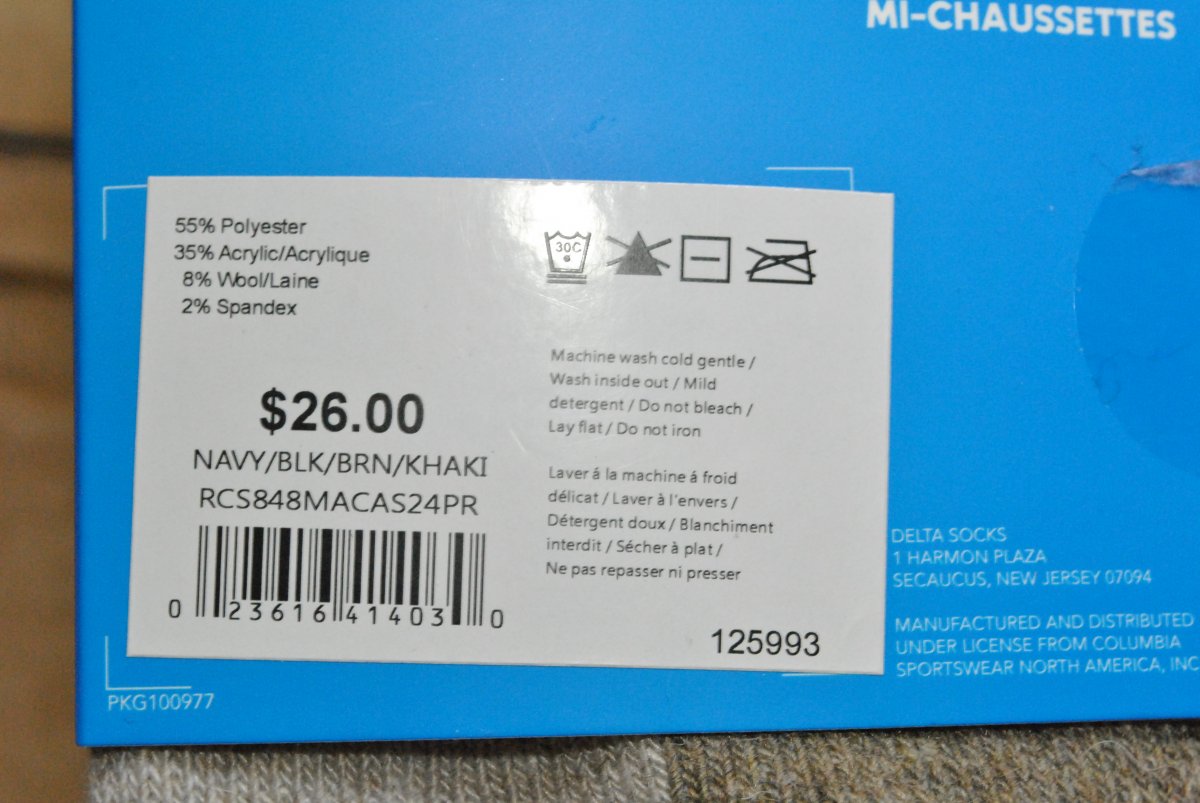 MI-CHAUSSETTES
55% Polyester
35% Acrylic/Acrylique
8% Wool/Laine
2% Spandex
30C
$26.00
NAVY/BLK/BRN/KHAKI
RCS848MACAS24PR
0 23616 41403 0
Machine wash cold gentle /
Wash inside out / Mild
detergent / Do not bleach /
Lay flat / Do not iron
Laver á la machine á froid
délicat / Laver à l'envers /
Détergent doux / Blanchiment
interdit / Sécher à plat /
Ne pas repasser ni presser
125993
DELTA SOCKS
1 HARMON PLAZA
SECAUCUS, NEW JERSEY 07094
MANUFACTURED AND DISTRIBUTED
UNDER LICENSE FROM COLUMBIA
SPORTSWEAR NORTH AMERICA, INC
PKG100977